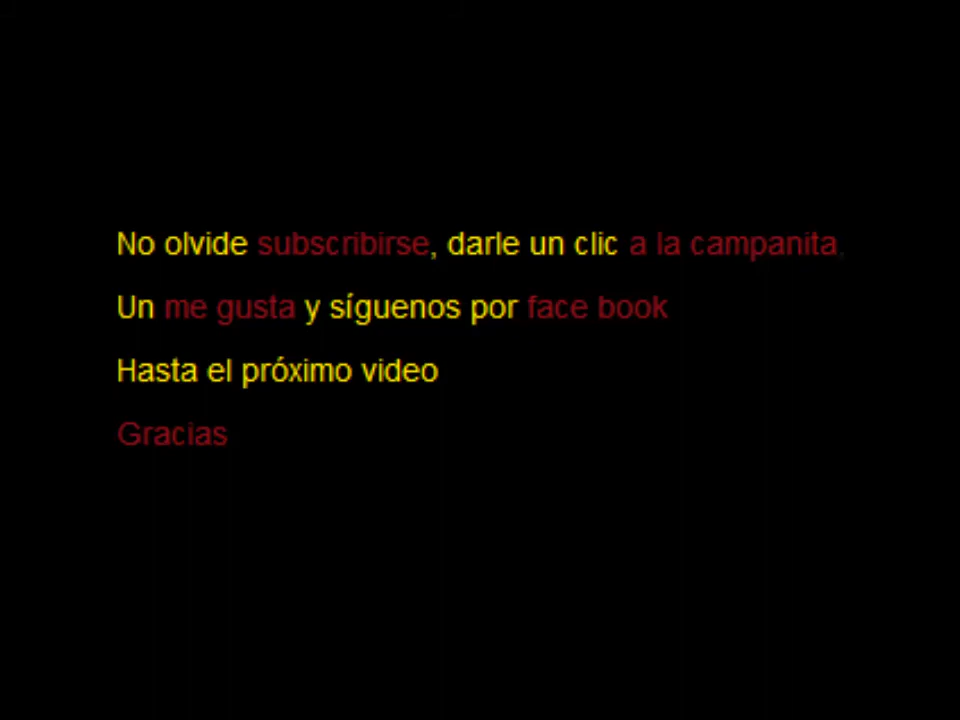 No olvide subscribirse, darle un clic a la campanita,
Un me gusta y síguenos por face book
Hasta el próximo video
Gracias